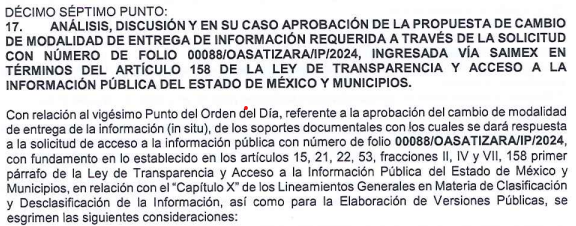 DÉCIMO SÉPTIMO PUNTO:
17. ANÁLISIS, DISCUSIÓN Y EN SU CASO APROBACIÓN DE LA PROPUESTA DE CAMBIO
DE MODALIDAD DE ENTREGA DE INFORMACIÓN REQUERIDA A TRAVÉS DE LA SOLICITUD
CON NÚMERO DE FOLIO 00088/OASATIZARA/IP/2024, INGRESADA VÍA SAIMEX EN
TÉRMINOS DEL ARTÍCULO 158 DE LA LEY DE TRANSPARENCIA Y ACCESO A LA
INFORMACIÓN PÚBLICA DEL ESTADO DE MÉXICO Y MUNICIPIOS.
Con relación al vigésimo Punto del Orden del Día, referente a la aprobación del cambio de modalidad
de entrega de la información (in situ), de los soportes documentales con los cuales se dará respuesta
a la solicitud de acceso a la información pública con número de folio 00088/OASATIZARA/IP/2024,
con fundamento en lo establecido en los artículos 15, 21, 22, 53, fracciones II, IV y VII, 158 primer
párrafo de la Ley de Transparencia y Acceso a la Información Pública del Estado de México y
Municipios, en relación con el "Capítulo X" de los Lineamientos Generales en Materia de Clasificación
y Desclasificación de la Información, así como para la Elaboración de Versiones Públicas, se
esgrimen las siguientes consideraciones: